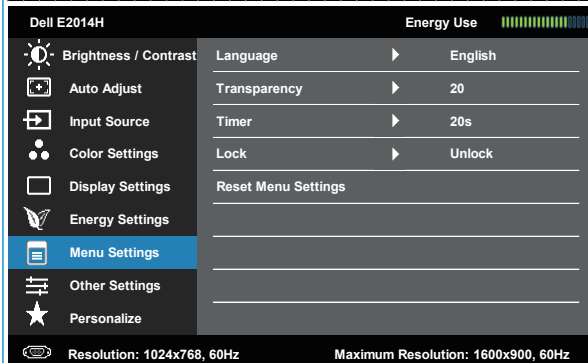 Dell E2014H Energy Use
Brightness / Contrast Language English
Auto Adjust Transparency 20
Input Source Timer 20s
Color Settings Lock Unlock
Display Settings Reset Menu Settings
Energy Settings
Menu Settings
Other Settings
Personalize
Resolution: 1024x768, 60Hz Maximum Resolution: 1600x900, 60Hz